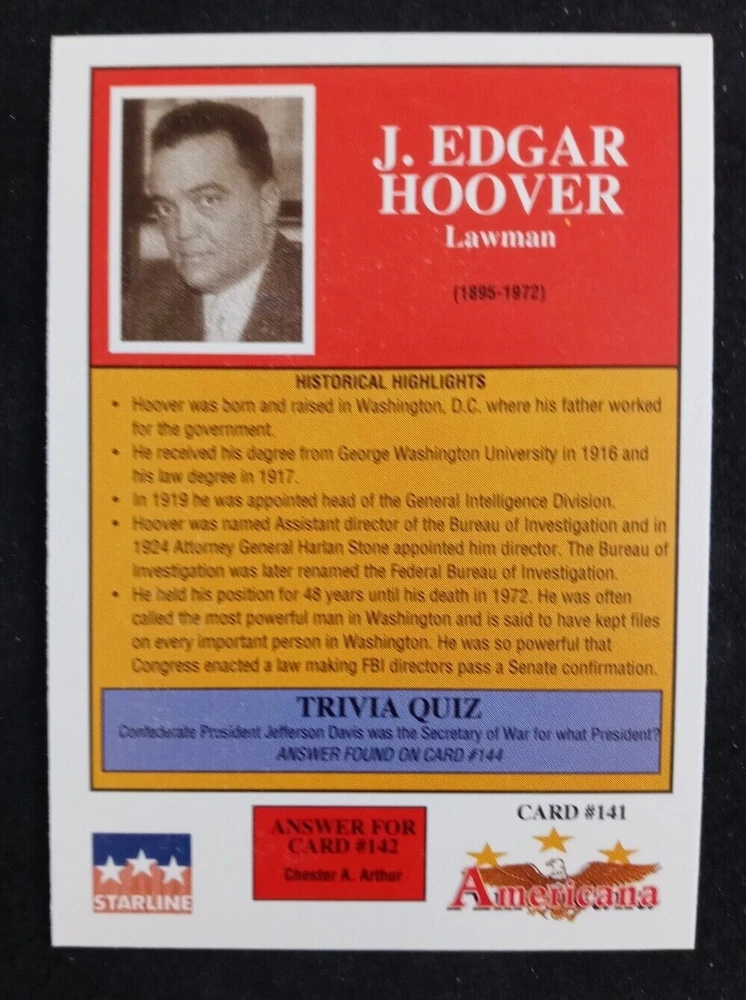 J. EDGAR
HOOVER
Lawman
(1895-1972)
HISTORICAL HIGHLIGHTS
• Hoover was born and raised in Washington, D.C. where his father worked
for the government.
• He received his degree from George Washington University in 1916 and
his law degree in 1917.
• In 1919 he was appointed head of the General Intelligence Division.
• Hoover was named Assistant director of the Bureau of Investigation and in
1924 Attorney General Harlan Stone appointed him director. The Bureau of
Investigation was later renamed the Federal Bureau of Investigation.
• He held his position for 48 years until his death in 1972. He was often
called the most powerful man in Washington and is said to have kept files
on every important person in Washington. He was so powerful that
Congress enacted a law making FBI directors pass a Senate confirmation.
TRIVIA QUIZ
Confederate President Jefferson Davis was the Secretary of War for what President?
ANSWER FOUND ON CARD #144
STARLINE
ANSWER FOR
CARD #142
Chester A. Arthur
CARD #141
Americana